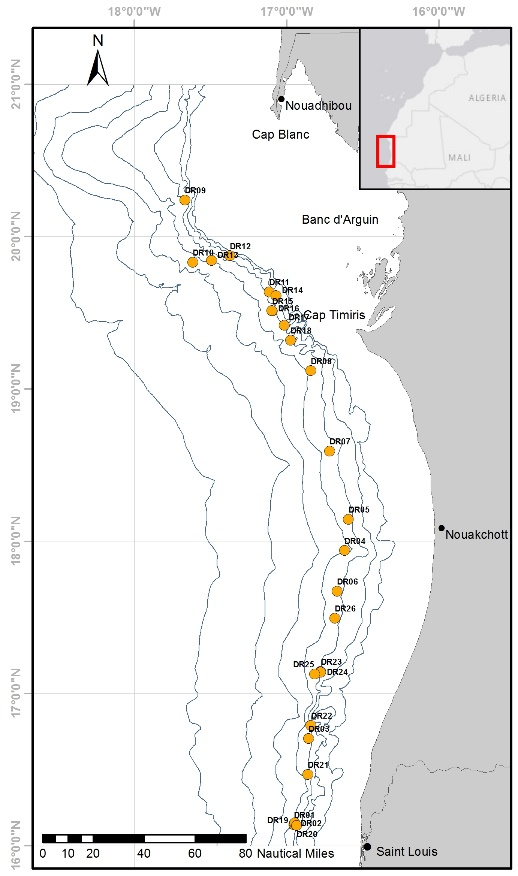 18°0'0"W 17°0'0"W 16°0'0"W
N
21°0'0"N
Nouadhibou
ALGERIA
Cap Blanc
MALI
DR09
Banc d'Arguin
20°0'0"N
DR12
DR10 DR13
DR11
DR14
DR15
DR16
Cap Timiris
DR17
DR18
19°0'0"N
DR08
DR07
DR05
Nouakchott
18°0'0"N
DR04
DR06
DR26
DR25 DR23
DR24
17°0'0"N
DR22
DR03
DR21
DR01
DR19 DR02
DR20
16°0'0"N
0 10 20 40 60 80
Nautical Miles
Saint Louis